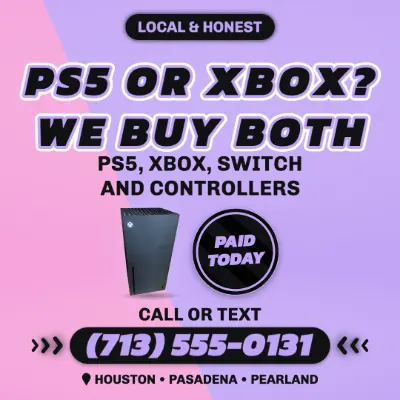 LOCAL & HONEST
PS5 OR XBOX?
WE BUY BOTH
PS5, XBOX, SWITCH
AND CONTROLLERS
PAID
TODAY
CALL OR TEXT
›››
(713) 555-0131
‹‹‹
HOUSTON • PASADENA • PEARLAND